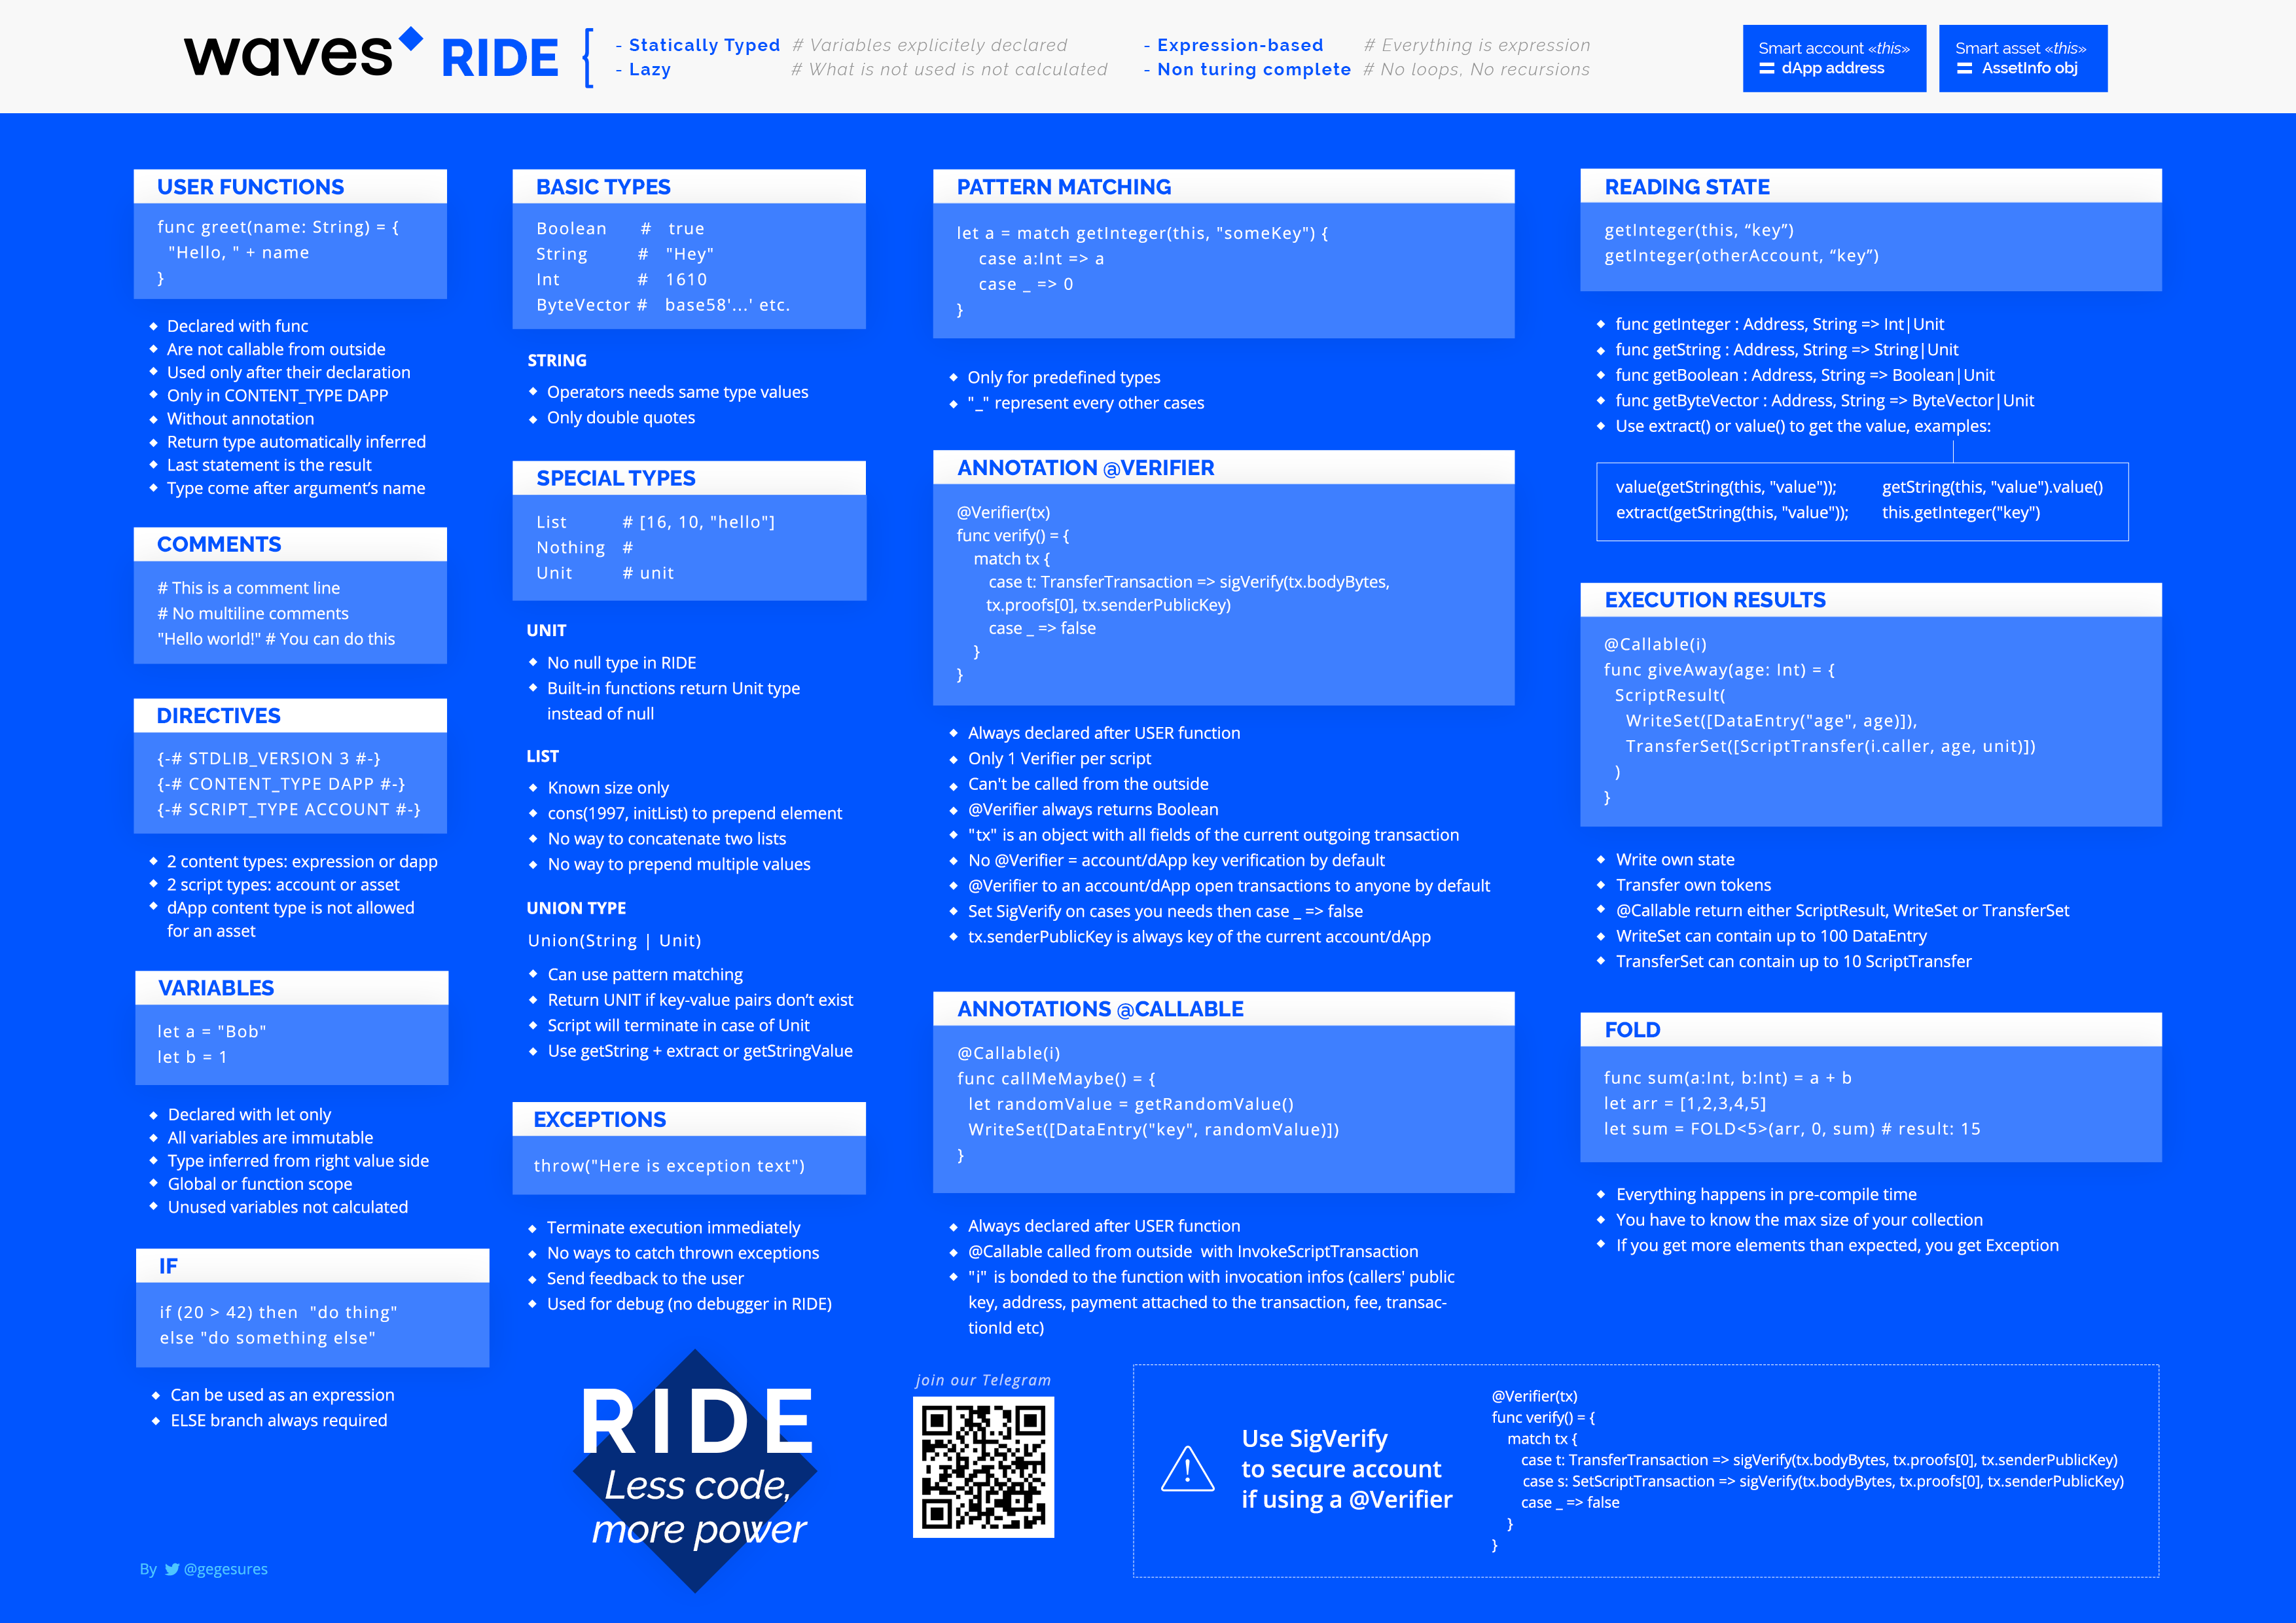 waves RIDE {
- Statically Typed # Variables explicitely declared
- Lazy # What is not used is not calculated
- Expression-based # Everything is expression
- Non turing complete # No loops, No recursions
Smart account «this»
= dApp address
Smart asset «this»
= AssetInfo obj
USER FUNCTIONS
func greet(name: String) = {
"Hello, " + name
}
Declared with func
Are not callable from outside
Used only after their declaration
Only in CONTENT_TYPE DAPP
Without annotation
Return type automatically inferred
Last statement is the result
Type come after argument’s name
COMMENTS
# This is a comment line
# No multiline comments
"Hello world!" # You can do this
DIRECTIVES
{-# STDLIB_VERSION 3 #-}
{-# CONTENT_TYPE DAPP #-}
{-# SCRIPT_TYPE ACCOUNT #-}
2 content types: expression or dapp
2 script types: account or asset
dApp content type is not allowed
for an asset
VARIABLES
let a = "Bob"
let b = 1
Declared with let only
All variables are immutable
Type inferred from right value side
Global or function scope
Unused variables not calculated
IF
if (20 > 42) then "do thing"
else "do something else"
Can be used as an expression
ELSE branch always required
By @gegesures
BASIC TYPES
Boolean # true
String # "Hey"
Int # 1610
ByteVector # base58'...' etc.
STRING
Operators needs same type values
Only double quotes
SPECIAL TYPES
List # [16, 10, "hello"]
Nothing #
Unit # unit
UNIT
No null type in RIDE
Built-in functions return Unit type
instead of null
LIST
Known size only
cons(1997, initList) to prepend element
No way to concatenate two lists
No way to prepend multiple values
UNION TYPE
Union(String | Unit)
Can use pattern matching
Return UNIT if key-value pairs don’t exist
Script will terminate in case of Unit
Use getString + extract or getStringValue
EXCEPTIONS
throw("Here is exception text")
Terminate execution immediately
No ways to catch thrown exceptions
Send feedback to the user
Used for debug (no debugger in RIDE)
RIDE
Less code,
more power
PATTERN MATCHING
let a = match getInteger(this, "someKey") {
case a:Int => a
case _ => 0
}
Only for predefined types
"_" represent every other cases
ANNOTATION @VERIFIER
@Verifier(tx)
func verify() = {
match tx {
case t: TransferTransaction => sigVerify(tx.bodyBytes,
tx.proofs[0], tx.senderPublicKey)
case _ => false
}
}
Always declared after USER function
Only 1 Verifier per script
Can't be called from the outside
@Verifier always returns Boolean
"tx" is an object with all fields of the current outgoing transaction
No @Verifier = account/dApp key verification by default
@Verifier to an account/dApp open transactions to anyone by default
Set SigVerify on cases you needs then case _ => false
tx.senderPublicKey is always key of the current account/dApp
ANNOTATIONS @CALLABLE
@Callable(i)
func callMeMaybe() = {
let randomValue = getRandomValue()
WriteSet([DataEntry("key", randomValue)])
}
Always declared after USER function
@Callable called from outside with InvokeScriptTransaction
"i" is bonded to the function with invocation infos (callers' public
key, address, payment attached to the transaction, fee, transac-
tionId etc)
join our Telegram
READING STATE
getInteger(this, “key”)
getInteger(otherAccount, “key”)
func getInteger : Address, String => Int|Unit
func getString : Address, String => String|Unit
func getBoolean : Address, String => Boolean|Unit
func getByteVector : Address, String => ByteVector|Unit
Use extract() or value() to get the value, examples:
value(getString(this, "value")); getString(this, "value").value()
extract(getString(this, "value")); this.getInteger("key")
EXECUTION RESULTS
@Callable(i)
func giveAway(age: Int) = {
ScriptResult(
WriteSet([DataEntry("age", age)]),
TransferSet([ScriptTransfer(i.caller, age, unit)])
)
}
Write own state
Transfer own tokens
@Callable return either ScriptResult, WriteSet or TransferSet
WriteSet can contain up to 100 DataEntry
TransferSet can contain up to 10 ScriptTransfer
FOLD
func sum(a:Int, b:Int) = a + b
let arr = [1,2,3,4,5]
let sum = FOLD<5>(arr, 0, sum) # result: 15
Everything happens in pre-compile time
You have to know the max size of your collection
If you get more elements than expected, you get Exception
Use SigVerify
to secure account
if using a @Verifier
@Verifier(tx)
func verify() = {
match tx {
case t: TransferTransaction => sigVerify(tx.bodyBytes, tx.proofs[0], tx.senderPublicKey)
case s: SetScriptTransaction => sigVerify(tx.bodyBytes, tx.proofs[0], tx.senderPublicKey)
case _ => false
}
}